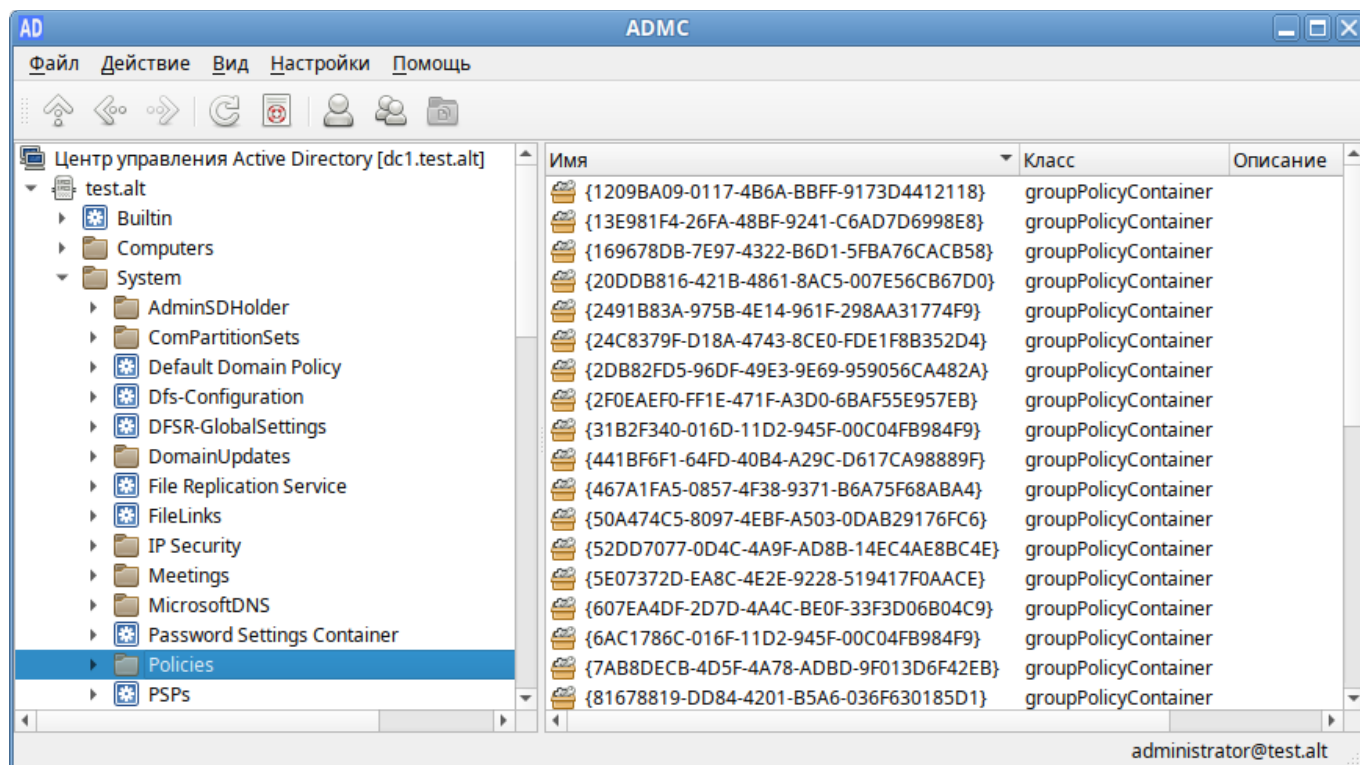 AD ADMC
Файл Действие Вид Настройки Помощь
Центр управления Active Directory [dc1.test.alt]
test.alt
Builtin
Computers
System
AdminSDHolder
ComPartitionSets
Default Domain Policy
Dfs-Configuration
DFSR-GlobalSettings
DomainUpdates
File Replication Service
FileLinks
IP Security
Meetings
MicrosoftDNS
Password Settings Container
Policies
PSPs
Имя Класс Описание
{1209BA09-0117-4B6A-BBFF-9173D4412118} groupPolicyContainer
{13E981F4-26FA-48BF-9241-C6AD7D6998E8} groupPolicyContainer
{169678DB-7E97-4322-B6D1-5FBA76CACB58} groupPolicyContainer
{20DDB816-421B-4861-8AC5-007E56CB67D0} groupPolicyContainer
{2491B83A-975B-4E14-961F-298AA31774F9} groupPolicyContainer
{24C8379F-D18A-4743-8CE0-FDE1F8B352D4} groupPolicyContainer
{2DB82FD5-96DF-49E3-9E69-959056CA482A} groupPolicyContainer
{2F0EAEF0-FF1E-471F-A3D0-6BAF55E957EB} groupPolicyContainer
{31B2F340-016D-11D2-945F-00C04FB984F9} groupPolicyContainer
{441BF6F1-64FD-40B4-A29C-D617CA98889F} groupPolicyContainer
{467A1FA5-0857-4F38-9371-B6A75F68ABA4} groupPolicyContainer
{50A474C5-8097-4EBF-A503-0DAB29176FC6} groupPolicyContainer
{52DD7077-0D4C-4A9F-AD8B-14EC4AE8BC4E} groupPolicyContainer
{5E07372D-EA8C-4E2E-9228-519417F0AACE} groupPolicyContainer
{607EA4DF-2D7D-4A4C-BE0F-33F3D06B04C9} groupPolicyContainer
{6AC1786C-016F-11D2-945F-00C04FB984F9} groupPolicyContainer
{7AB8DECB-4D5F-4A78-ADBD-9F013D6F42EB} groupPolicyContainer
{81678819-DD84-4201-B5A6-036F630185D1} groupPolicyContainer
administrator@test.alt